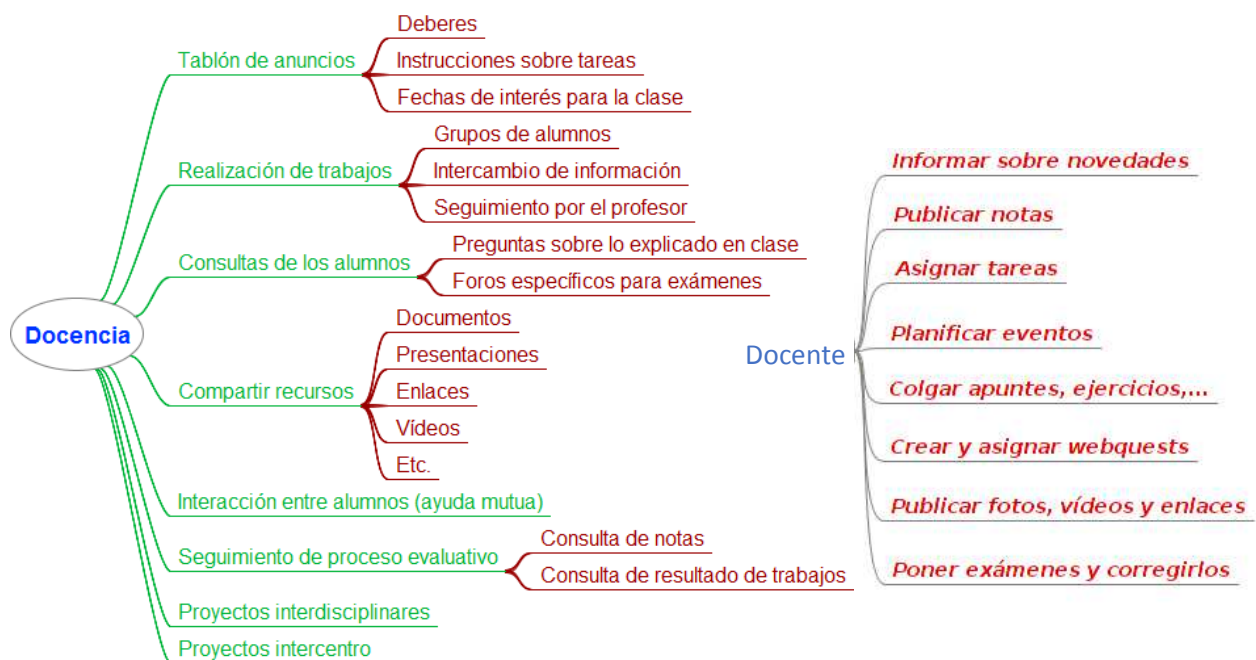 Docencia
Tablón de anuncios
Deberes
Instrucciones sobre tareas
Fechas de interés para la clase
Realización de trabajos
Grupos de alumnos
Intercambio de información
Seguimiento por el profesor
Consultas de los alumnos
Preguntas sobre lo explicado en clase
Foros específicos para exámenes
Compartir recursos
Documentos
Presentaciones
Enlaces
Vídeos
Etc.
Interacción entre alumnos (ayuda mutua)
Seguimiento de proceso evaluativo
Consulta de notas
Consulta de resultado de trabajos
Proyectos interdisciplinares
Proyectos intercentro
Docente
Informar sobre novedades
Publicar notas
Asignar tareas
Planificar eventos
Colgar apuntes, ejercicios,...
Crear y asignar webquests
Publicar fotos, vídeos y enlaces
Poner exámenes y corregirlos